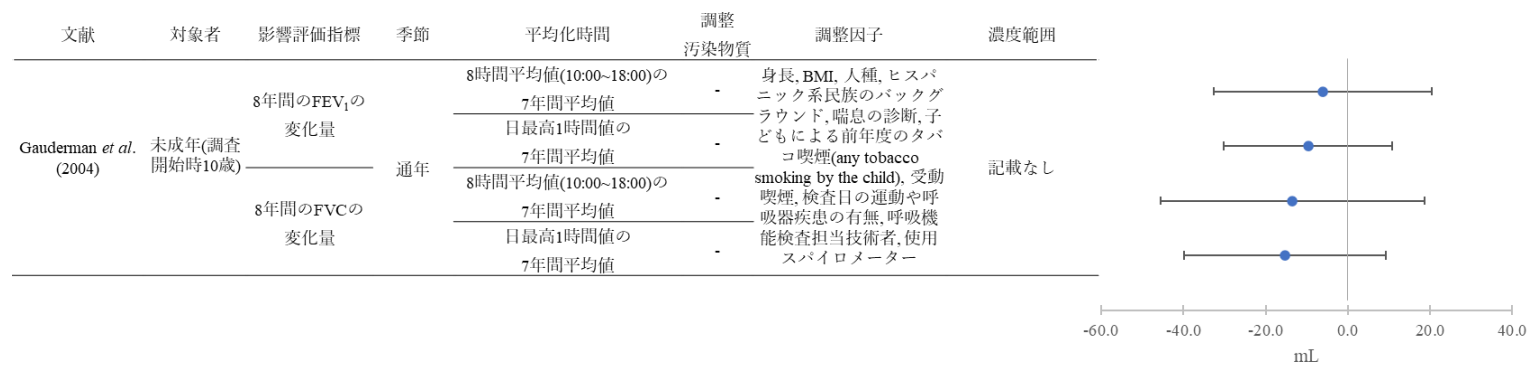 文献 対象者 影響評価指標 季節 平均化時間 調整 汚染物質 調整因子 濃度範囲
Gauderman et al.
(2004)
未成年(調査
開始時10歳)
8年間のFEV1の
変化量
8年間のFVCの
変化量
通年
8時間平均値(10:00~18:00)の
7年間平均値
日最高1時間値の
7年間平均値
8時間平均値(10:00~18:00)の
7年間平均値
日最高1時間値の
7年間平均値
-
-
-
-
身長, BMI, 人種, ヒスパ
ニック系民族のバックグ
ラウンド, 喘息の診断, 子
どもによる前年度のタバ
コ喫煙(any tobacco
smoking by the child), 受動
喫煙, 検査日の運動や呼
吸器疾患の有無, 呼吸機
能検査担当技術者, 使用
スパイロメーター
記載なし
-60.0 -40.0 -20.0 0.0 20.0 40.0
mL